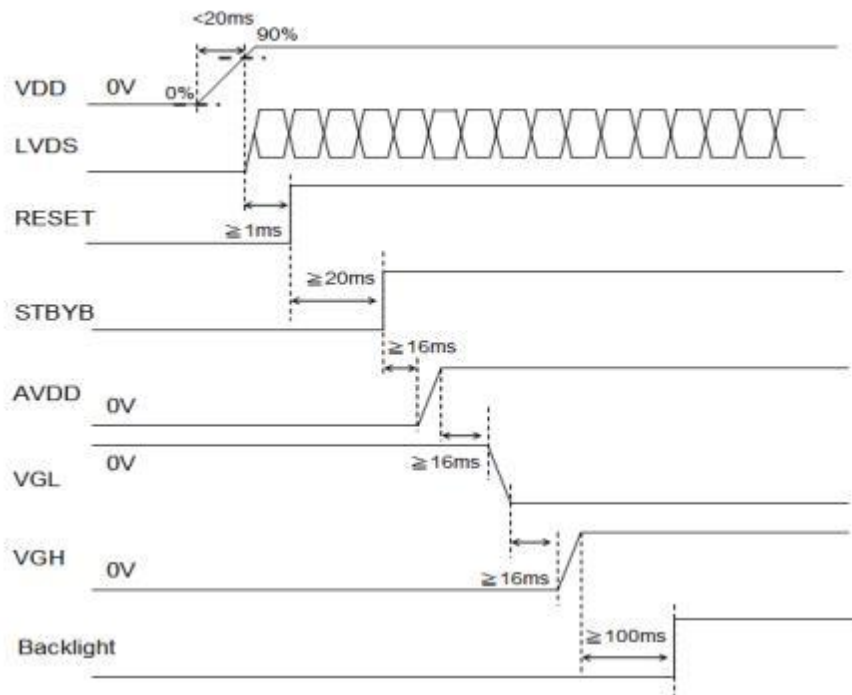 <20ms
90%
VDD 0V 0%
LVDS
RESET ≧1ms
≧20ms
STBYB
≧16ms
AVDD 0V
0V ≧16ms
VGL
VGH 0V ≧16ms
Backlight ≧100ms